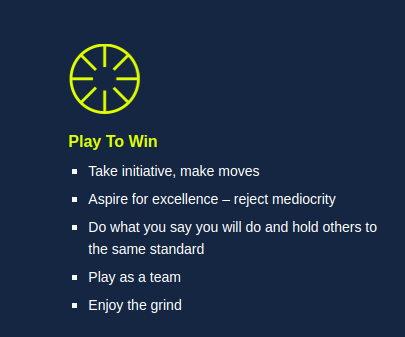 Play To Win
Take initiative, make moves
Aspire for excellence – reject mediocrity
Do what you say you will do and hold others to
the same standard
Play as a team
Enjoy the grind